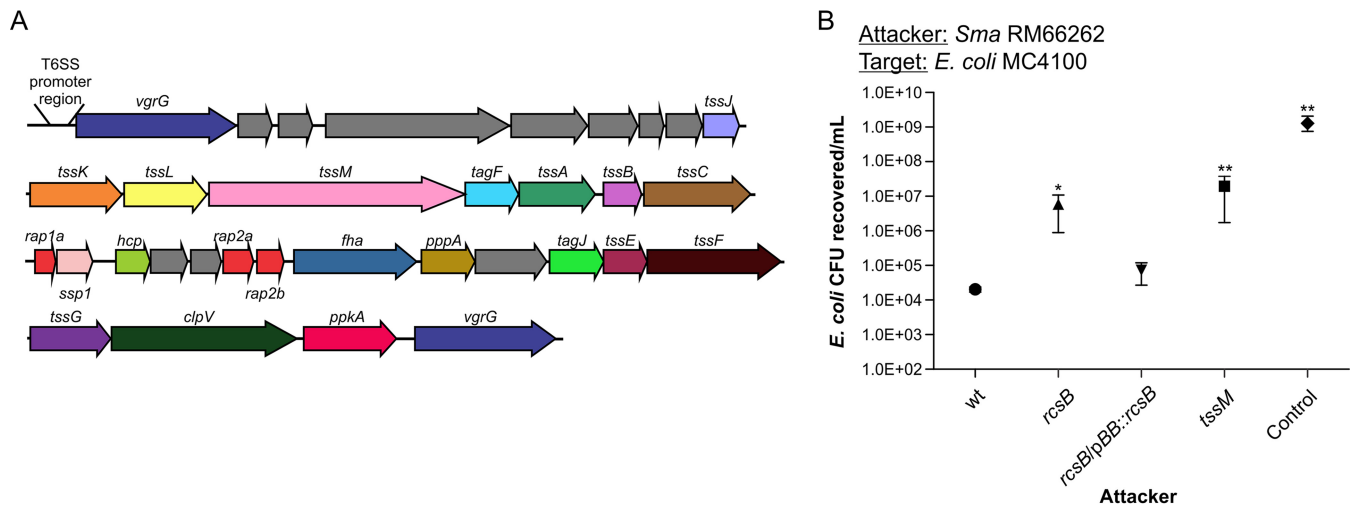 A
T6SS
promoter
region
vgrG
tssJ
tssK
tssL
tssM
tagF
tssA
tssB
tssC
rap1a
ssp1
hcp
rap2a
rap2b
fha
pppA
tagJ
tssE
tssF
tssG
clpV
ppkA
vgrG
B
Attacker: Sma RM66262
Target: E. coli MC4100
E. coli CFU recovered/mL
1.0E+10
1.0E+09
1.0E+08
1.0E+07
1.0E+06
1.0E+05
1.0E+04
1.0E+03
1.0E+02
*
**
**
wt
rcsB
rcsB/pBB::rcsB
tssM
Control
Attacker